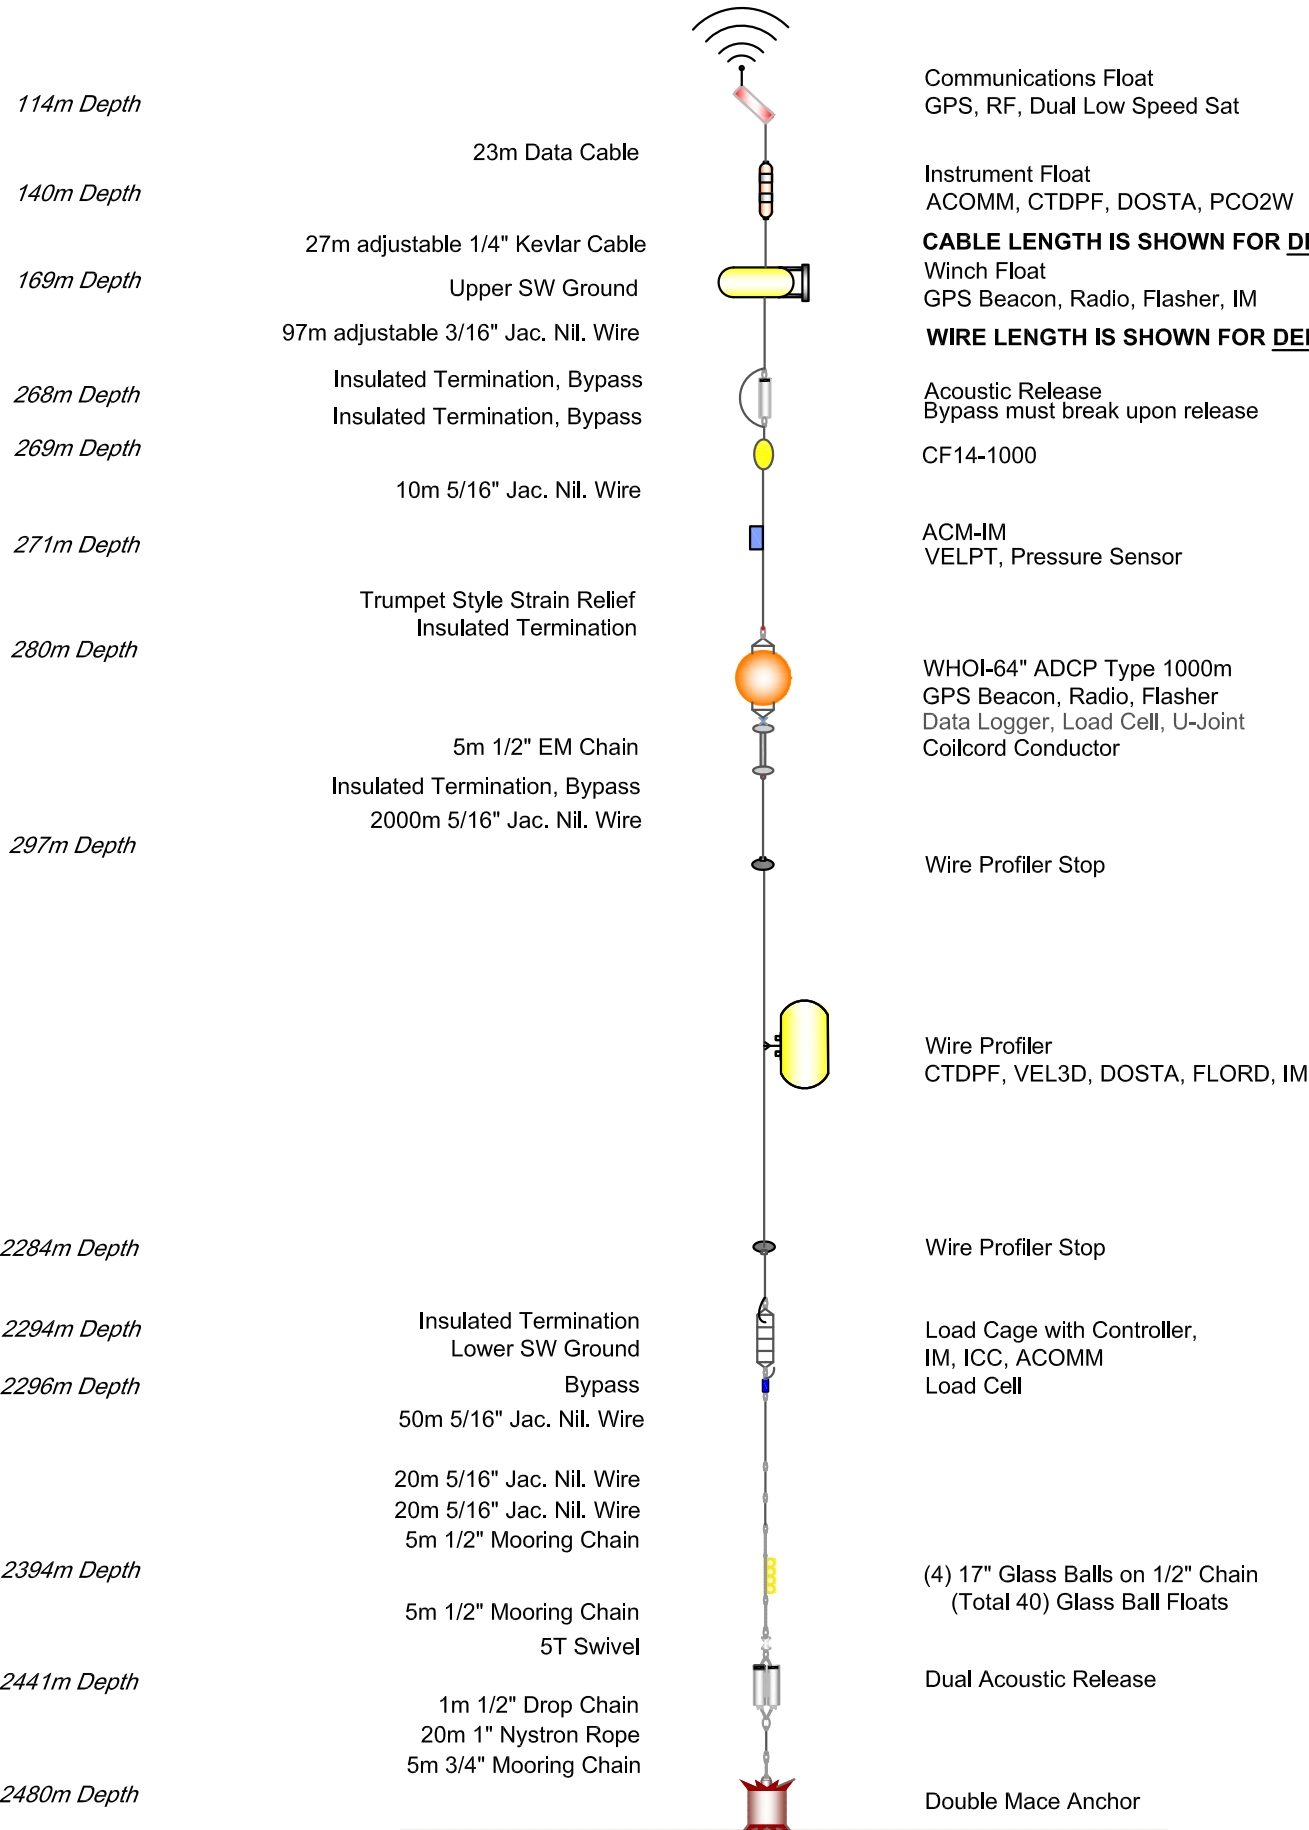 Communications Float
114m Depth
GPS, RF, Dual Low Speed Sat
23m Data Cable
Instrument Float
140m Depth
ACOMM, CTDPF, DOSTA, PCO2W
27m adjustable 1/4" Kevlar Cable
CABLE LENGTH IS SHOWN FOR
169m Depth
Winch Float
Upper SW Ground
GPS Beacon, Radio, Flasher, IM
97m adjustable 3/16" Jac. Nil. Wire
WIRE LENGTH IS SHOWN FOR
Insulated Termination, Bypass
268m Depth
Acoustic Release
Insulated Termination, Bypass
Bypass must break upon release
269m Depth
CF14-1000
10m 5/16" Jac. Nil. Wire
271m Depth
ACM-IM
VELPT, Pressure Sensor
Trumpet Style Strain Relief
Insulated Termination
280m Depth
WHOI-64" ADCP Type 1000m
GPS Beacon, Radio, Flasher
Data Logger, Load Cell, U-Joint
5m 1/2" EM Chain
Coilcord Conductor
Insulated Termination, Bypass
2000m 5/16" Jac. Nil. Wire
297m Depth
Wire Profiler Stop
Wire Profiler
CTDPF, VEL3D, DOSTA, FLORD, IM
2284m Depth
Wire Profiler Stop
Insulated Termination
2294m Depth
Load Cage with Controller,
Lower SW Ground
IM, ICC, ACOMM
2296m Depth
Bypass
Load Cell
50m 5/16" Jac. Nil. Wire
20m 5/16" Jac. Nil. Wire
20m 5/16" Jac. Nil. Wire
5m 1/2" Mooring Chain
2394m Depth
(4) 17" Glass Balls on 1/2" Chain
(Total 40) Glass Ball Floats
5m 1/2" Mooring Chain
5T Swivel
2441m Depth
Dual Acoustic Release
1m 1/2" Drop Chain
20m 1" Nystron Rope
5m 3/4" Mooring Chain
2480m Depth
Double Mace Anchor